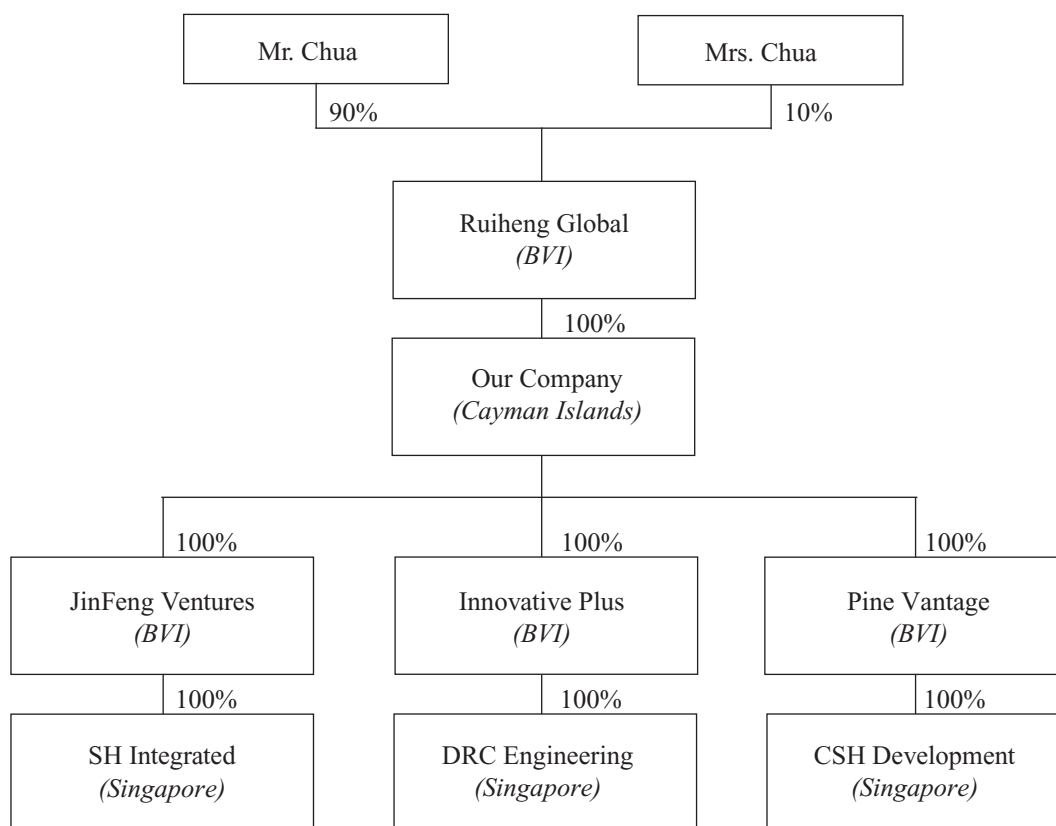 Mr. Chua
Mrs. Chua
90%
10%
Ruiheng Global
(BVI)
100%
Our Company
(Cayman Islands)
100%
100%
100%
JinFeng Ventures
(BVI)
Innovative Plus
(BVI)
Pine Vantage
(BVI)
100%
100%
100%
SH Integrated
(Singapore)
DRC Engineering
(Singapore)
CSH Development
(Singapore)